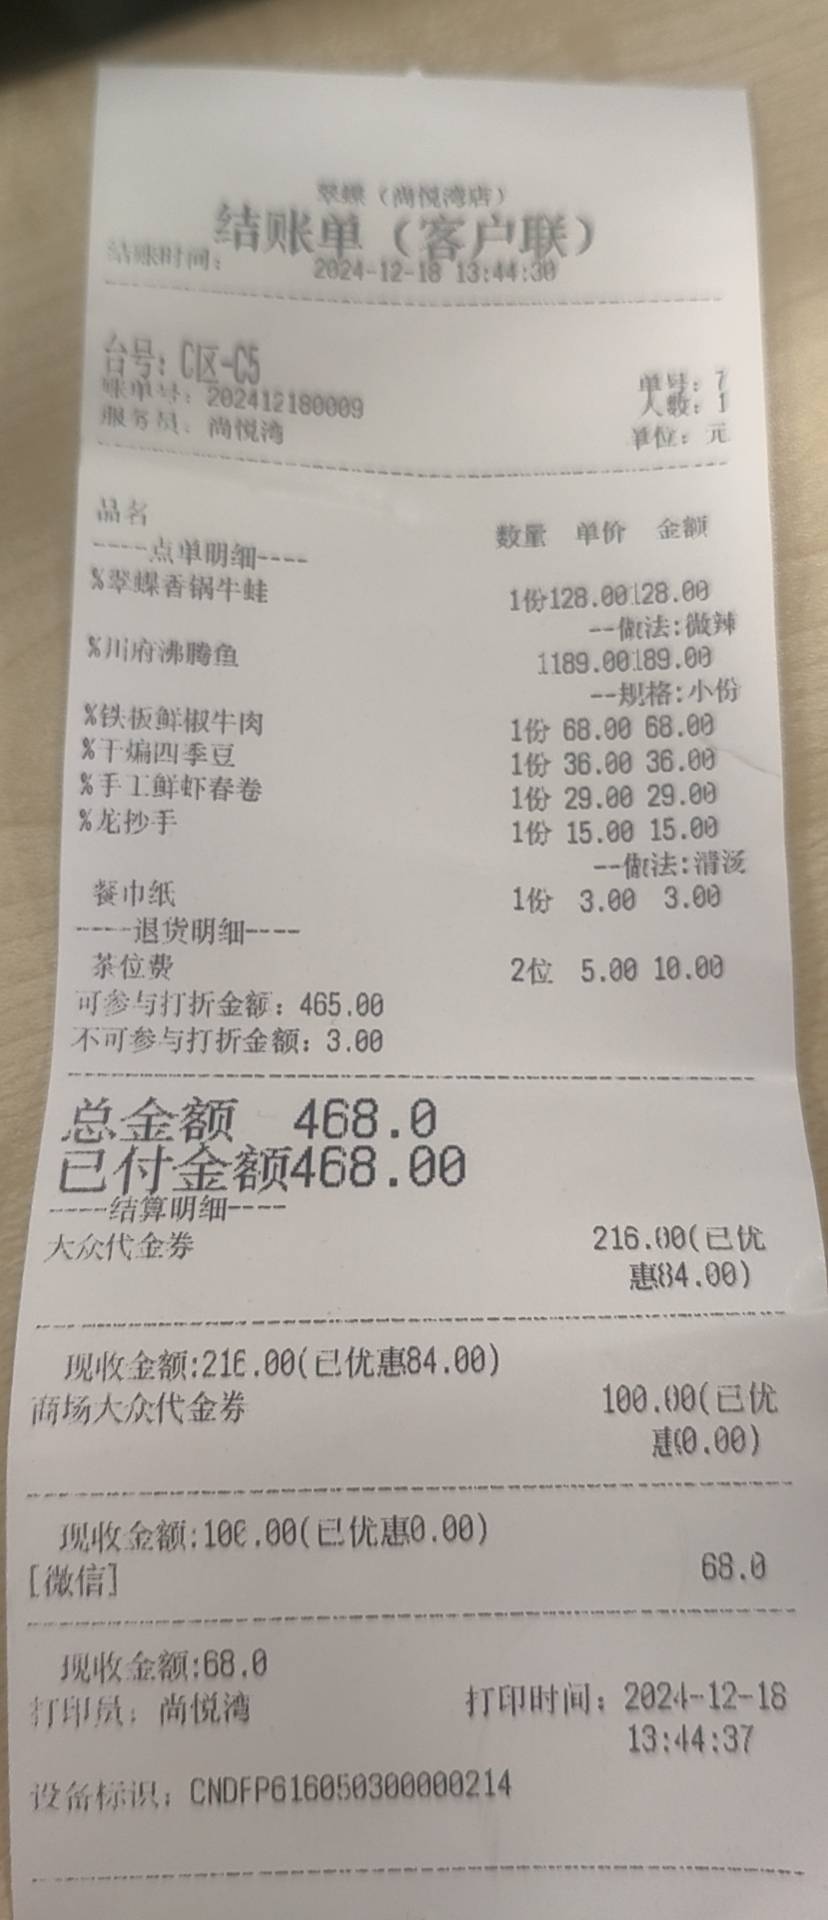 翠蝶（尚悦湾店）
结账单（客户联）
结账时间： 2024-12-18 13:44:30
台号：C区-C5
单号：7
账单号：202412180009
人数：1
服务员：尚悦湾
单位：元
品名 数量 单价 金额
----点单明细----
%翠蝶香锅牛蛙 1份128.00128.00
--做法:微辣
%川府沸腾鱼 1189.00189.00
--规格:小份
%铁板鲜椒牛肉 1份 68.00 68.00
%干煸四季豆 1份 36.00 36.00
%手工鲜虾春卷 1份 29.00 29.00
%龙抄手 1份 15.00 15.00
--做法:清汤
餐巾纸 1份 3.00 3.00
----退货明细----
茶位费 2位 5.00 10.00
可参与打折金额：465.00
不可参与打折金额：3.00
总金额 468.0
已付金额468.00
----结算明细----
大众代金券 216.00(已优
惠84.00)
现收金额:216.00(已优惠84.00)
商场大众代金券 100.00(已优
惠0.00)
现收金额:100.00(已优惠0.00)
[微信] 68.0
现收金额:68.0
打印员：尚悦湾 打印时间：2024-12-18
13:44:37
设备标识：CNDFP616050300000214